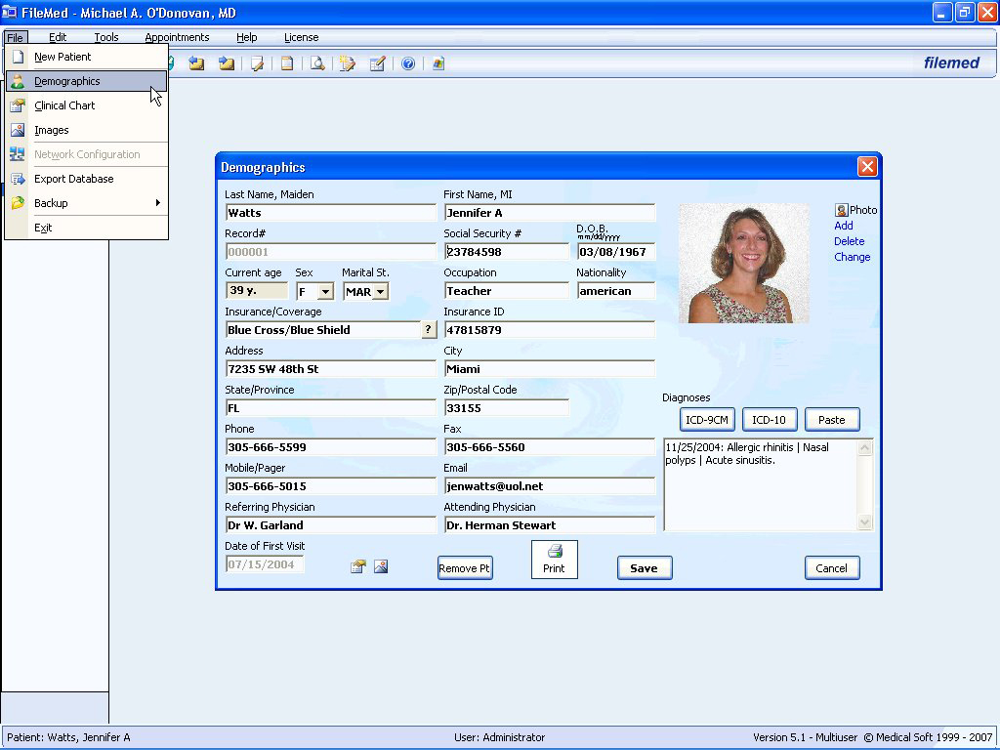 FileMed - Michael A. O'Donovan, MD
File Edit Tools Appointments Help License
filemed
New Patient
Demographics
Clinical Chart
Images
Network Configuration
Export Database
Backup
Exit
Demographics
Last Name, Maiden First Name, MI
Watts Jennifer A
Photo
Add
Delete
Change
Record# Social Security # D.O.B.
mm/dd/yyyy
000001 23784598 03/08/1967
Current age Sex Marital St. Occupation Nationality
39 y. F MAR Teacher american
Insurance/Coverage Insurance ID
Blue Cross/Blue Shield ? 47815879
Address City
7235 SW 48th St Miami
State/Province Zip/Postal Code
FL 33155
Diagnoses
ICD-9CM ICD-10 Paste
Phone Fax
305-666-5599 305-666-5560
11/25/2004: Allergic rhinitis | Nasal
polyps | Acute sinusitis.
Mobile/Pager Email
305-666-5015 jenwatts@uol.net
Referring Physician Attending Physician
Dr W. Garland Dr. Herman Stewart
Date of First Visit
07/15/2004
Remove Pt Print Save Cancel
Patient: Watts, Jennifer A User: Administrator Version 5.1 - Multiuser © Medical Soft 1999 - 2007